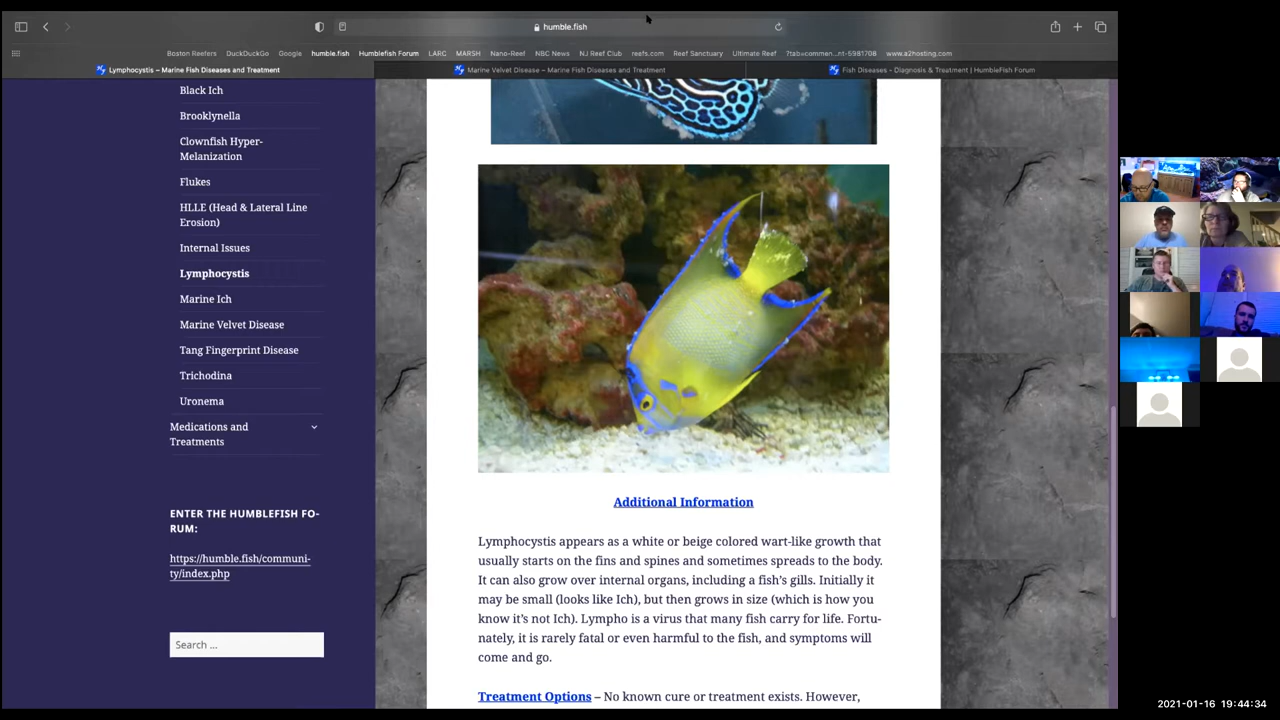 humble.fish
Boston Reefers DuckDuckGo Google humble.fish Humblefish Forum LARC MARSH Nano-Reef NBC News NJ Reef Club reefs.com Reef Sanctuary Ultimate Reef ?tab=commen...nt-5981708 www.a2hosting.com
Lymphocystis – Marine Fish Diseases and Treatment
Marine Velvet Disease – Marine Fish Diseases and Treatment
Fish Diseases - Diagnosis & Treatment | HumbleFish Forum
Black Ich
Brooklynella
Clownfish Hyper-
Melanization
Flukes
HLLE (Head & Lateral Line
Erosion)
Internal Issues
Lymphocystis
Marine Ich
Marine Velvet Disease
Tang Fingerprint Disease
Trichodina
Uronema
Medications and
Treatments
ENTER THE HUMBLEFISH FO-
RUM:
https://humble.fish/communi-
ty/index.php
Search ...
Additional Information
Lymphocystis appears as a white or beige colored wart-like growth that
usually starts on the fins and spines and sometimes spreads to the body.
It can also grow over internal organs, including a fish's gills. Initially it
may be small (looks like Ich), but then grows in size (which is how you
know it's not Ich). Lympho is a virus that many fish carry for life. Fortu-
nately, it is rarely fatal or even harmful to the fish, and symptoms will
come and go.
Treatment Options – No known cure or treatment exists. However,
2021-01-16 19:44:34